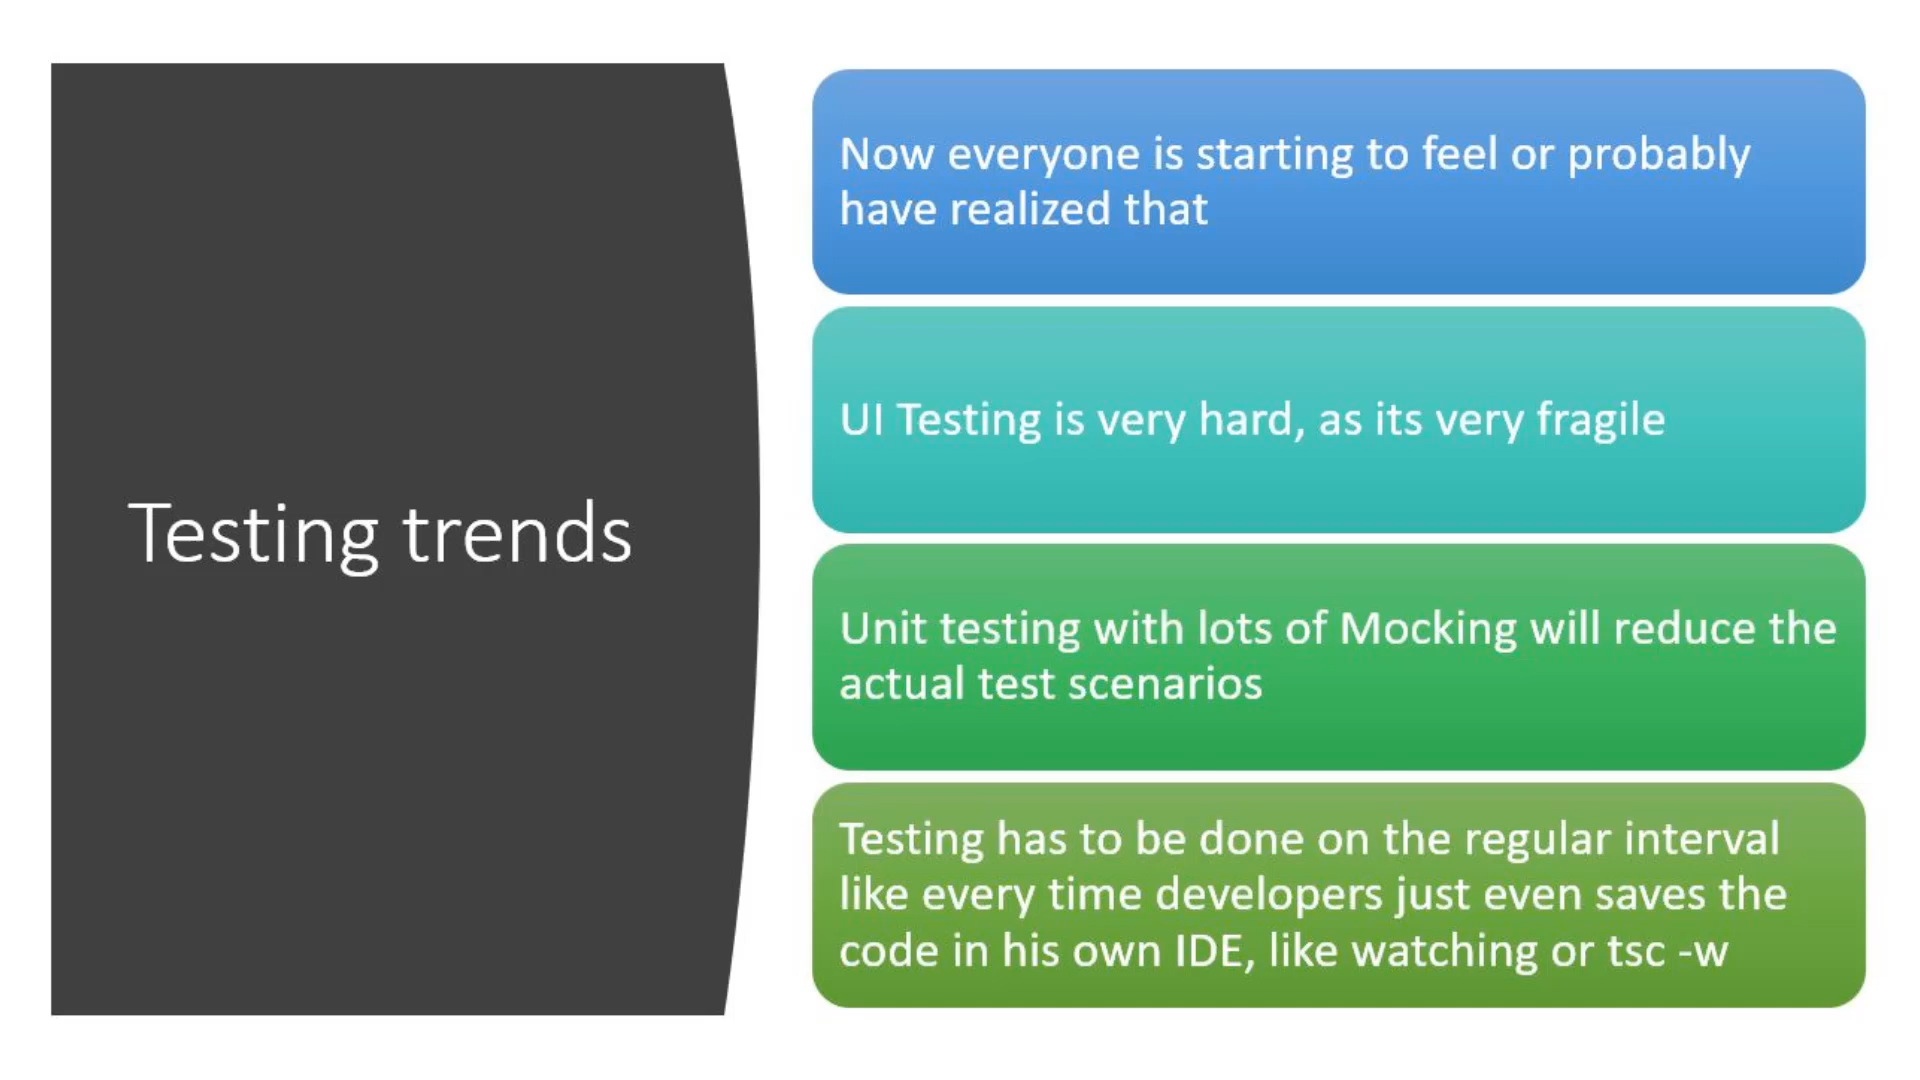 Testing trends
Now everyone is starting to feel or probably
have realized that
UI Testing is very hard, as its very fragile
Unit testing with lots of Mocking will reduce the
actual test scenarios
Testing has to be done on the regular interval
like every time developers just even saves the
code in his own IDE, like watching or tsc -w